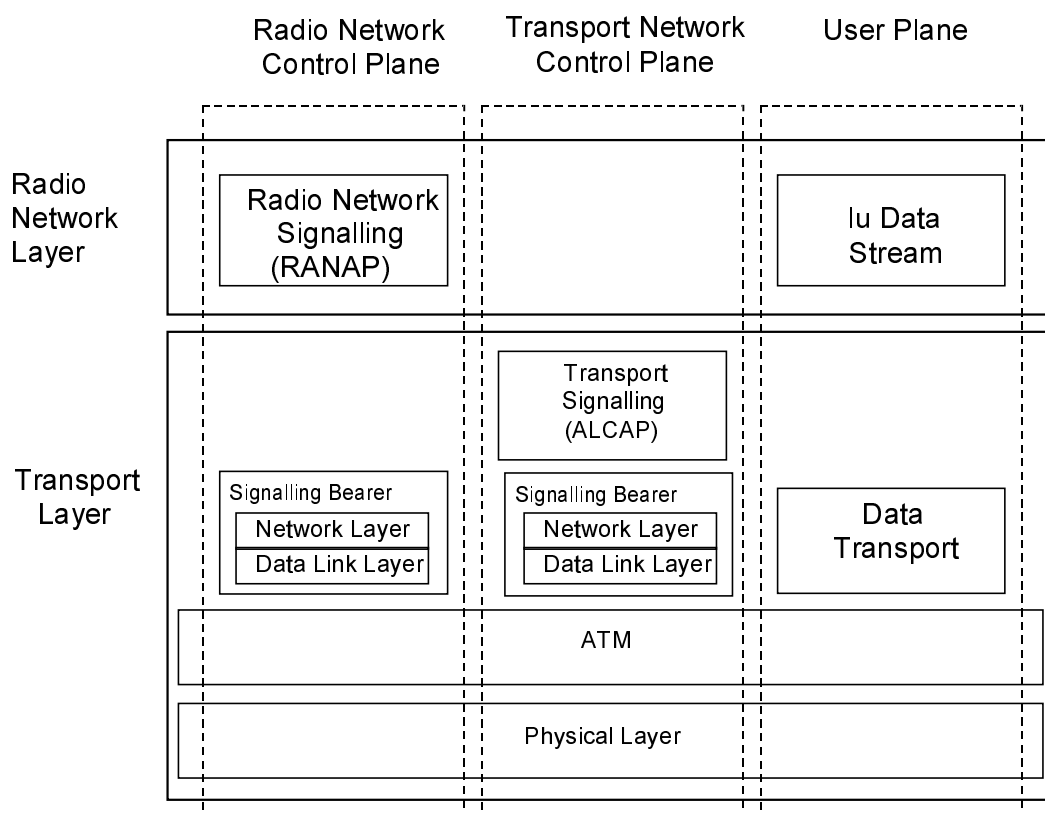 Radio Network
Control Plane
Transport Network
Control Plane
User Plane
Radio
Network
Layer
Radio Network
Signalling
(RANAP)
Iu Data
Stream
Transport
Layer
Transport
Signalling
(ALCAP)
Signalling Bearer
Network Layer
Data Link Layer
Signalling Bearer
Network Layer
Data Link Layer
Data
Transport
ATM
Physical Layer